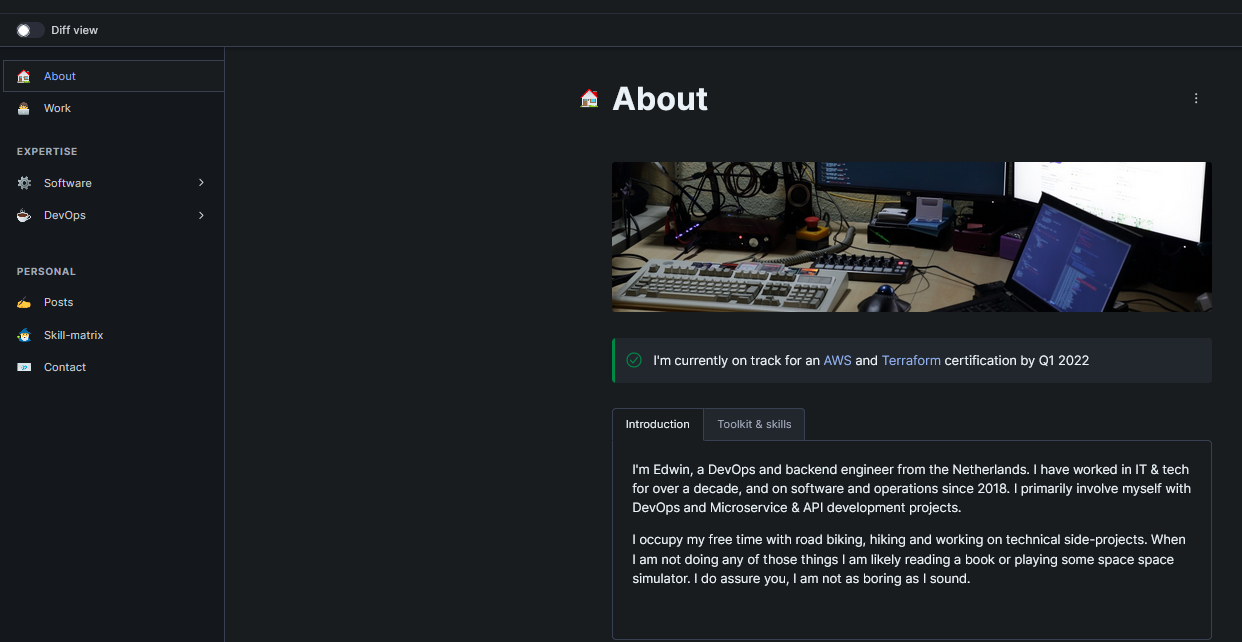 Diff view
About
Work
EXPERTISE
Software
DevOps
PERSONAL
Posts
Skill-matrix
Contact
About
I'm currently on track for an AWS and Terraform certification by Q1 2022
Introduction
Toolkit & skills
I'm Edwin, a DevOps and backend engineer from the Netherlands. I have worked in IT & tech
for over a decade, and on software and operations since 2018. I primarily involve myself with
DevOps and Microservice & API development projects.
I occupy my free time with road biking, hiking and working on technical side-projects. When
I am not doing any of those things I am likely reading a book or playing some space space
simulator. I do assure you, I am not as boring as I sound.